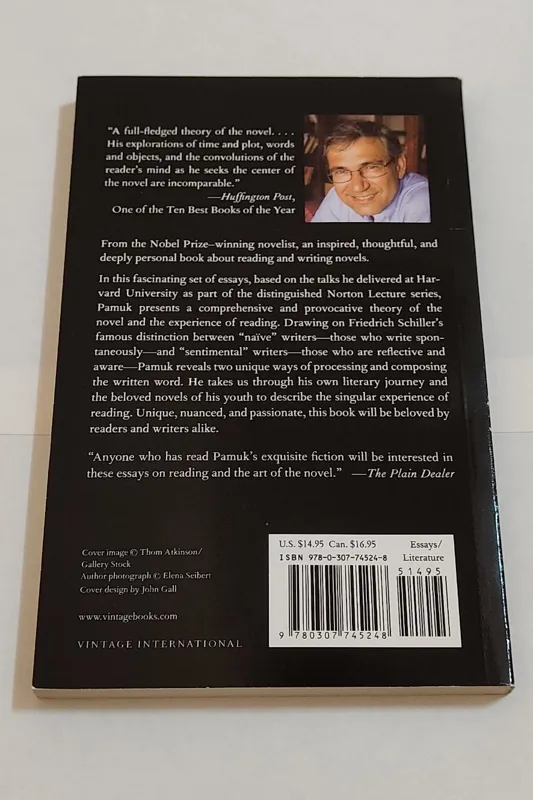 “A full-fledged theory of the novel. . . .
His explorations of time and plot, words
and objects, and the convolutions of the
reader’s mind as he seeks the center of
the novel are incomparable.”
—Huffington Post,
One of the Ten Best Books of the Year
From the Nobel Prize–winning novelist, an inspired, thoughtful, and
deeply personal book about reading and writing novels.
In this fascinating set of essays, based on the talks he delivered at Har-
vard University as part of the distinguished Norton Lecture series,
Pamuk presents a comprehensive and provocative theory of the
novel and the experience of reading. Drawing on Friedrich Schiller’s
famous distinction between “naïve” writers—those who write spon-
taneously—and “sentimental” writers—those who are reflective and
aware—Pamuk reveals two unique ways of processing and composing
the written word. He takes us through his own literary journey and
the beloved novels of his youth to describe the singular experience of
reading. Unique, nuanced, and passionate, this book will be beloved by
readers and writers alike.
“Anyone who has read Pamuk’s exquisite fiction will be interested in
these essays on reading and the art of the novel.” —The Plain Dealer
Cover image © Thom Atkinson/
Gallery Stock
Author photograph © Elena Seibert
Cover design by John Gall
www.vintagebooks.com
VINTAGE INTERNATIONAL
U.S. $14.95 Can. $16.95 Essays/
ISBN 978-0-307-74524-8 Literature
51495
9 780307 745248